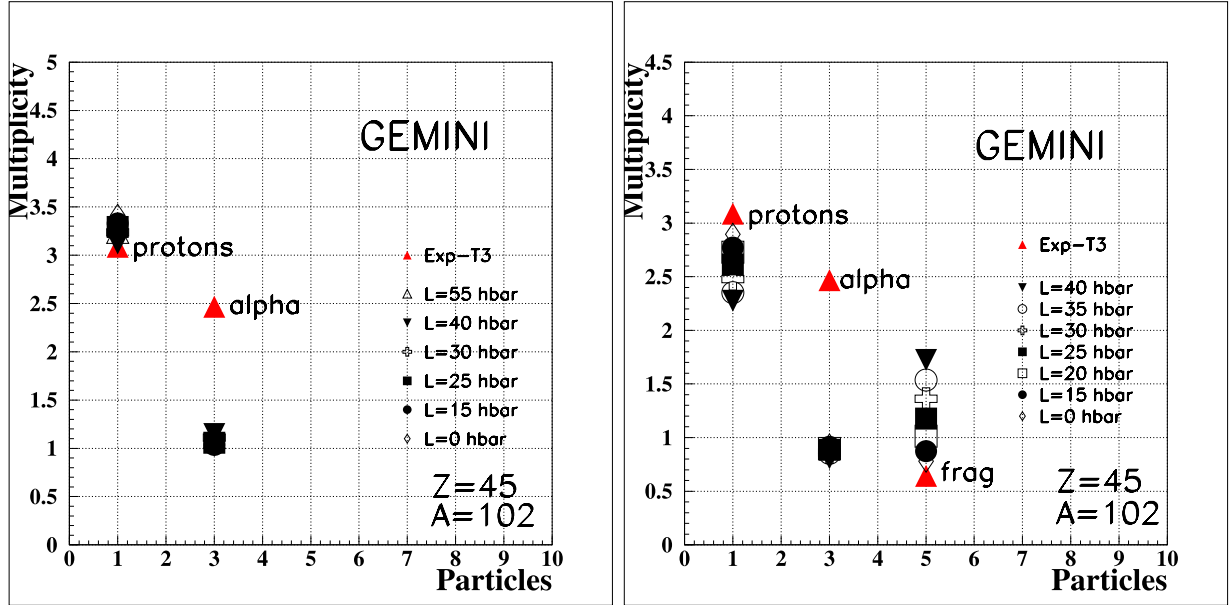 Multiplicity
5
4.5
4
3.5
3
2.5
2
1.5
1
0.5
0
GEMINI
protons
alpha
Exp-T3
L=55 hbar
L=40 hbar
L=30 hbar
L=25 hbar
L=15 hbar
L=0 hbar
Z=45
A=102
0 1 2 3 4 5 6 7 8 9 10
Particles
Multiplicity
4.5
4
3.5
3
2.5
2
1.5
1
0.5
0
GEMINI
protons
alpha
frag
Exp-T3
L=40 hbar
L=35 hbar
L=30 hbar
L=25 hbar
L=20 hbar
L=15 hbar
L=0 hbar
Z=45
A=102
0 1 2 3 4 5 6 7 8 9 10
Particles